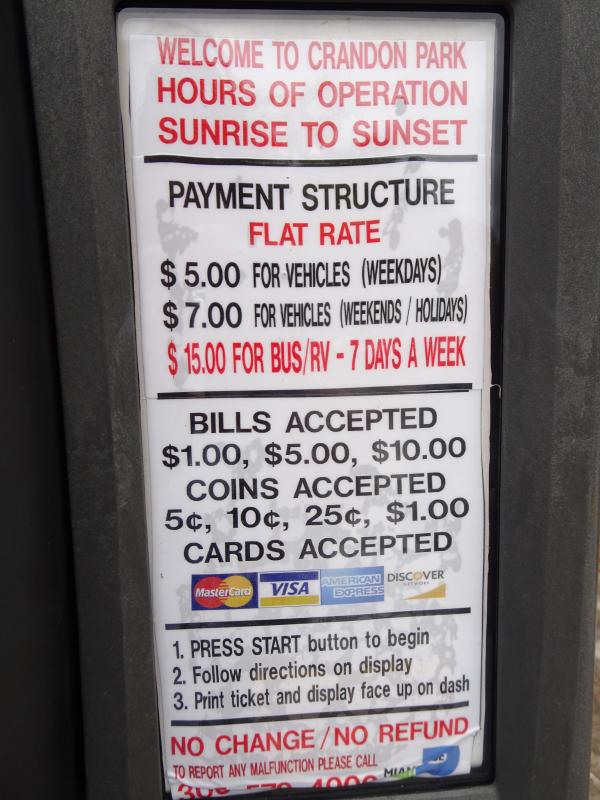 WELCOME TO CRANDON PARK
HOURS OF OPERATION
SUNRISE TO SUNSET
PAYMENT STRUCTURE
FLAT RATE
$ 5.00 FOR VEHICLES (WEEKDAYS)
$ 7.00 FOR VEHICLES (WEEKENDS / HOLIDAYS)
$ 15.00 FOR BUS/RV - 7 DAYS A WEEK
BILLS ACCEPTED
$1.00, $5.00, $10.00
COINS ACCEPTED
5¢, 10¢, 25¢, $1.00
CARDS ACCEPTED
MasterCard VISA AMERICAN EXPRESS DISCOVER NETWORK
1. PRESS START button to begin
2. Follow directions on display
3. Print ticket and display face up on dash
NO CHANGE / NO REFUND
TO REPORT ANY MALFUNCTION PLEASE CALL